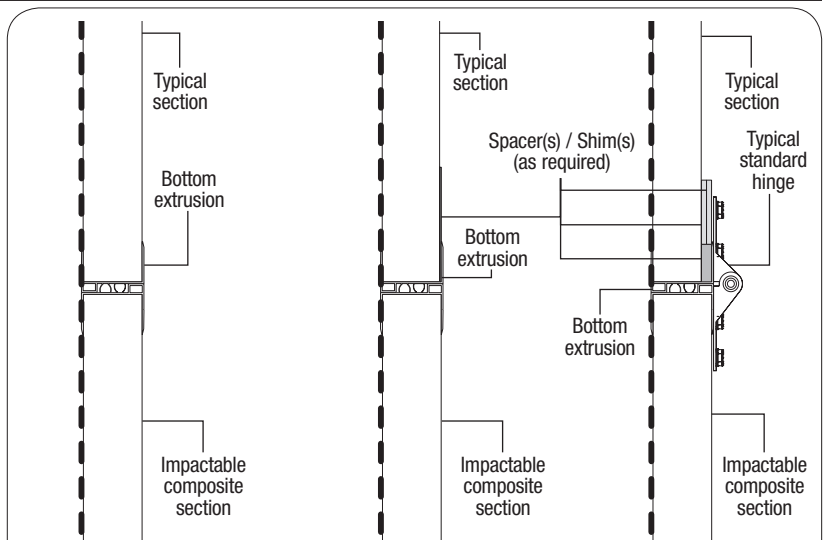 Typical
section
Bottom
extrusion
Impactable
composite
section
Typical
section
Spacer(s) / Shim(s)
(as required)
Bottom
extrusion
Impactable
composite
section
Typical
section
Typical
standard
hinge
Bottom
extrusion
Impactable
composite
section